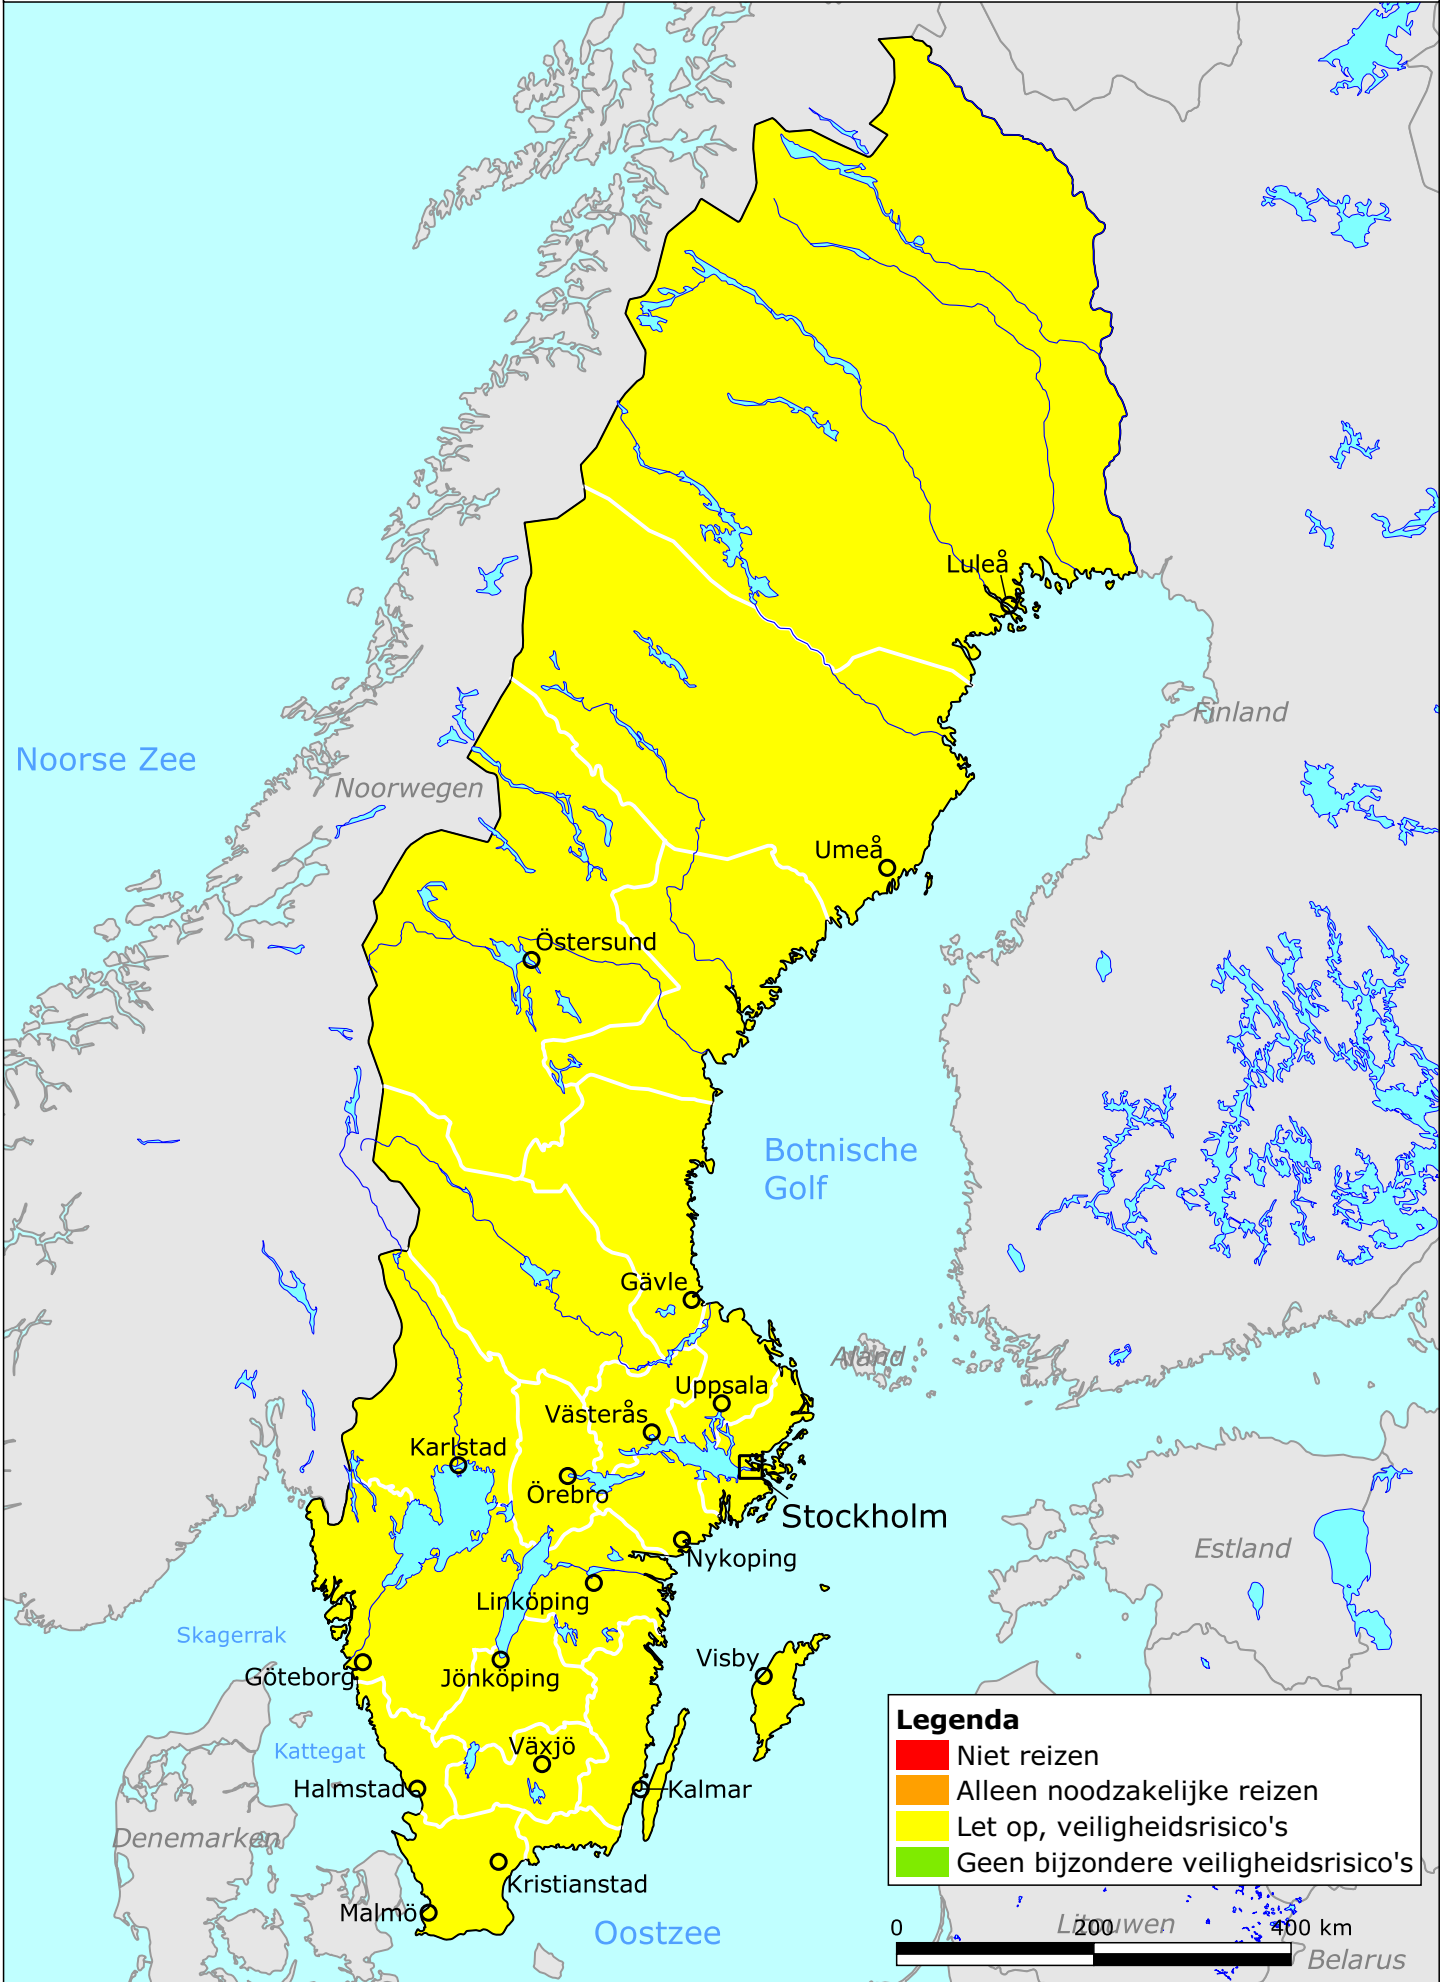 Luleå
Finland
Noorse Zee
Noorwegen
Umeå
Östersund
Botnische
Golf
Gävle
Åland
Uppsala
Västerås
Karlstad
Örebro
Stockholm
Estland
Nykoping
Linköping
Skagerrak
Visby
Göteborg
Jönköping
Legenda
Niet reizen
Alleen noodzakelijke reizen
Let op, veiligheidsrisico's
Geen bijzondere veiligheidsrisico's
Kattegat
Växjö
Halmstad
Kalmar
Denemarken
Kristianstad
Malmö
Oostzee
Litouwen
0 200 400 km
Belarus